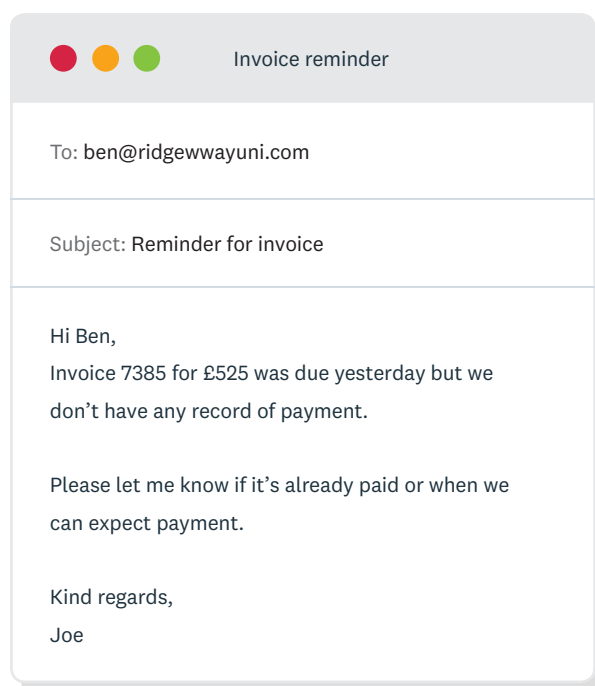 Invoice reminder
To: ben@ridgewwayuni.com
Subject: Reminder for invoice
Hi Ben,
Invoice 7385 for £525 was due yesterday but we
don’t have any record of payment.
Please let me know if it’s already paid or when we
can expect payment.
Kind regards,
Joe